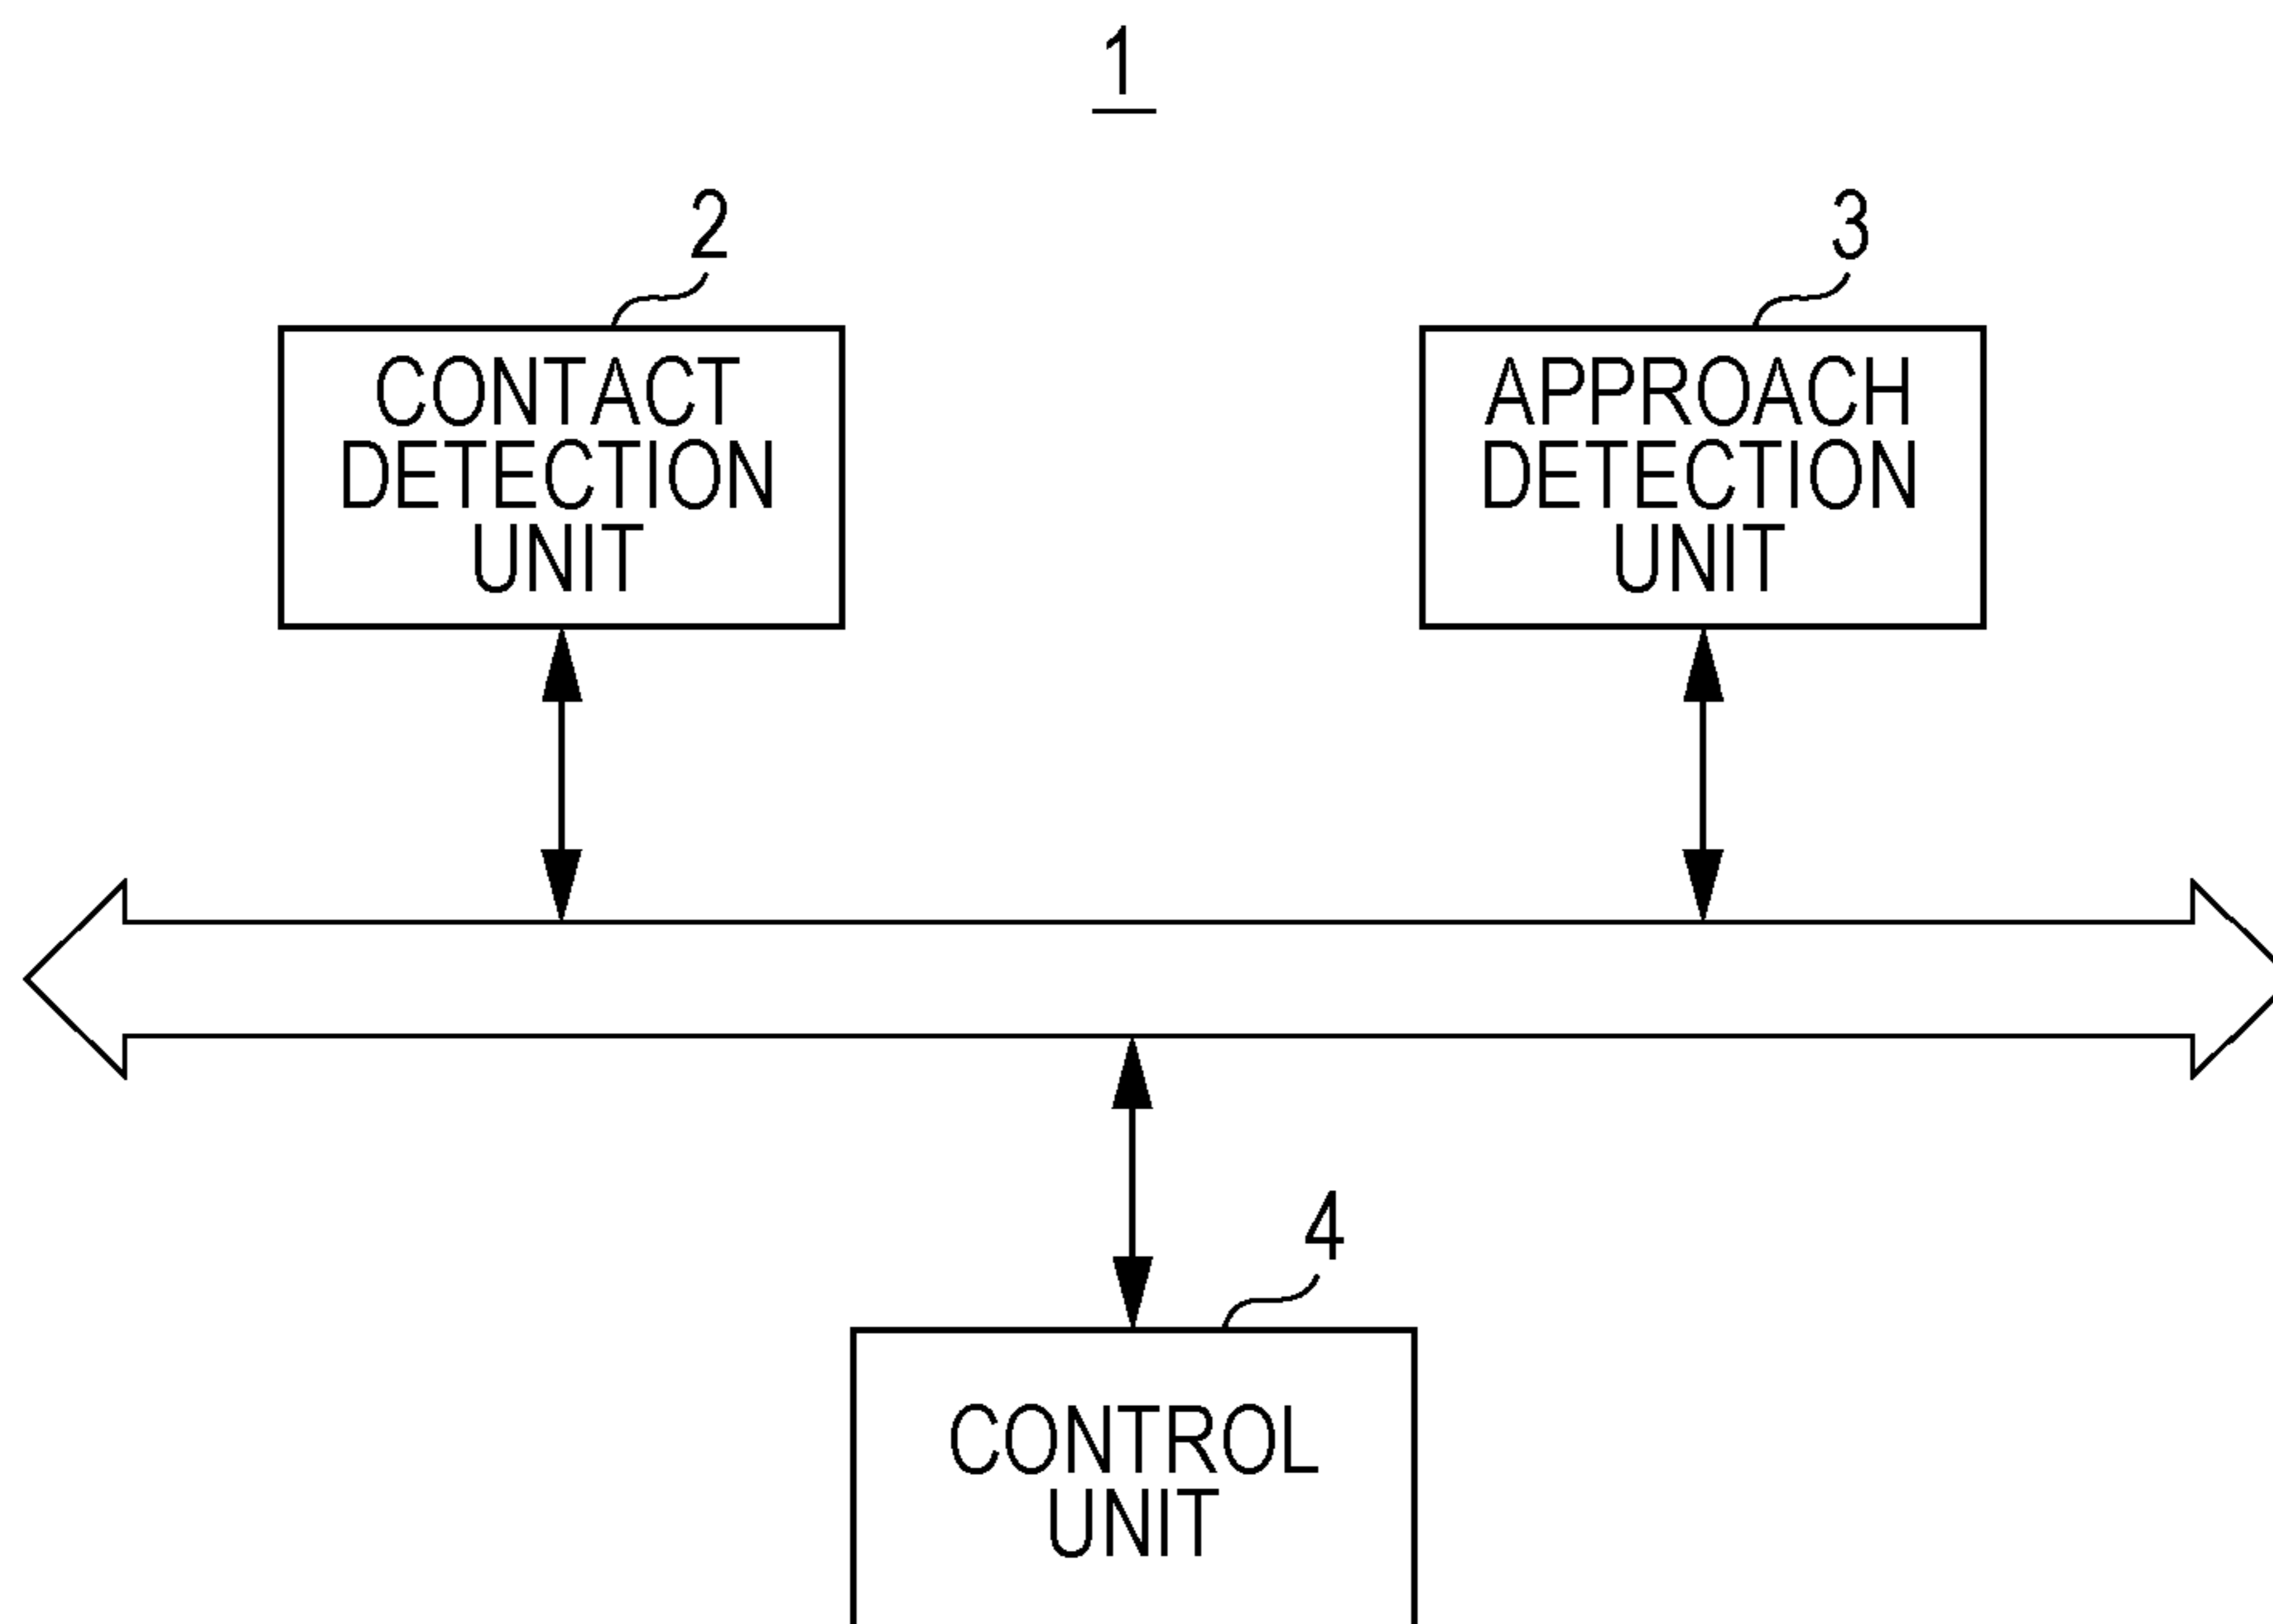 1
2
3
CONTACT
DETECTION
UNIT
APPROACH
DETECTION
UNIT
4
CONTROL
UNIT